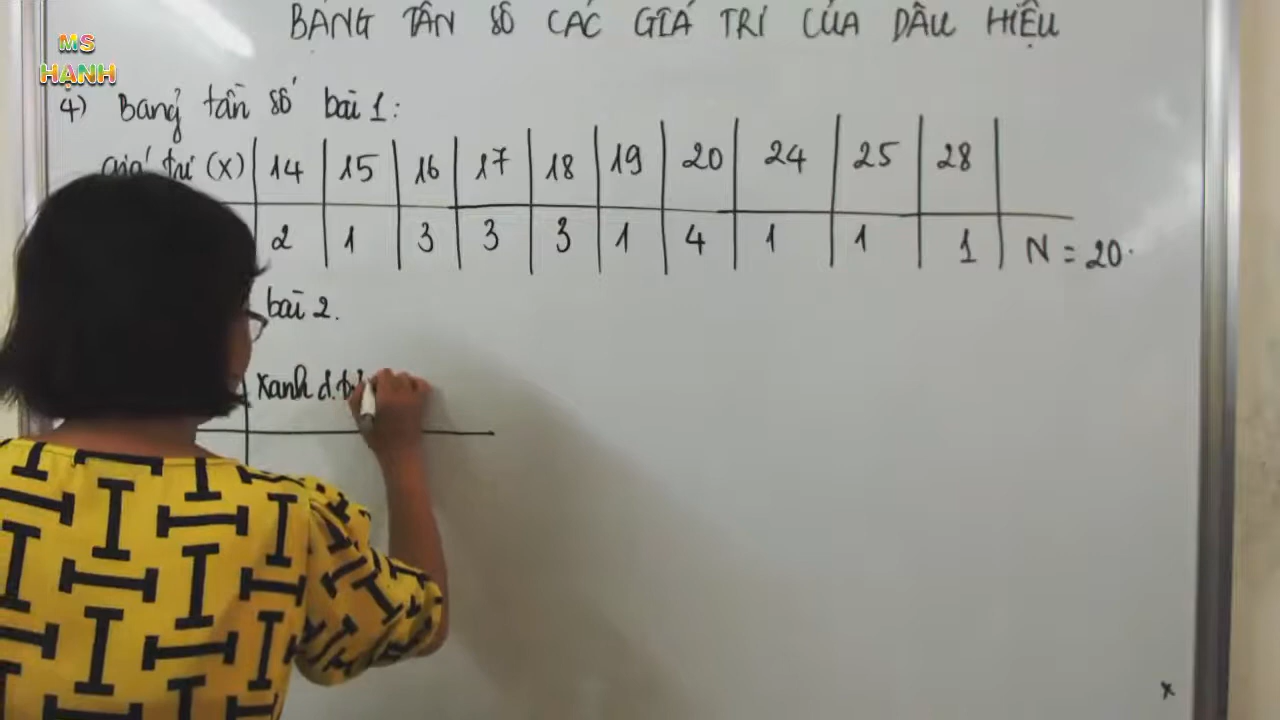 MS
HẠNH
BẢNG TẦN SỐ CÁC GIÁ TRỊ CỦA DẤU HIỆU
4) Bảng tần số bài 1:
giá trị (x) 14 15 16 17 18 19 20 24 25 28
2 1 3 3 3 1 4 1 1 1 N = 20.
bài 2.
Xanh d.
x